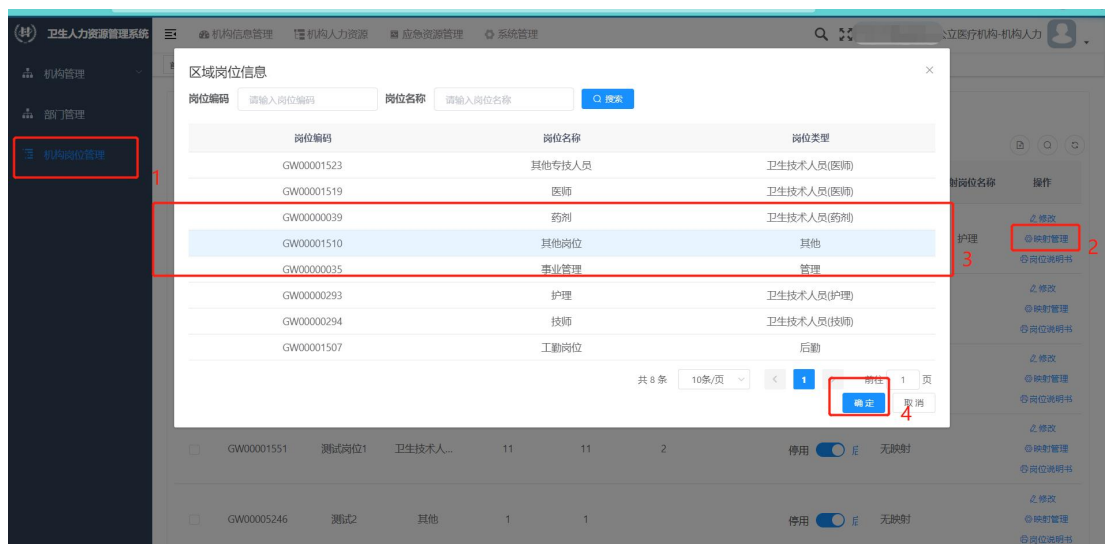 卫生人力资源管理系统 机构信息管理 机构人力资源 应急资源管理 系统管理 公立医疗机构-机构人力
机构管理
部门管理
机构岗位管理
1
区域岗位信息
岗位编码 请输入岗位编码 岗位名称 请输入岗位名称 搜索
岗位编码 岗位名称 岗位类型
GW00001523 其他专技人员 卫生技术人员(医师)
GW00001519 医师 卫生技术人员(医师)
GW00000039 药剂 卫生技术人员(药剂)
GW00001510 其他岗位 其他
GW00000035 事业管理 管理
GW00000293 护理 卫生技术人员(护理)
GW00000294 技师 卫生技术人员(技师)
GW00001507 工勤岗位 后勤
共 8 条 10条/页 1 前往 1 页
确定 取消
4
射岗位名称 操作
修改
护理 映射管理 2
3 岗位说明书
修改
映射管理
岗位说明书
修改
映射管理
岗位说明书
修改
GW00001551 测试岗位1 卫生技术人... 11 11 2 停用 无映射 映射管理
岗位说明书
修改
GW00005246 测试2 其他 1 1 停用 无映射 映射管理
岗位说明书